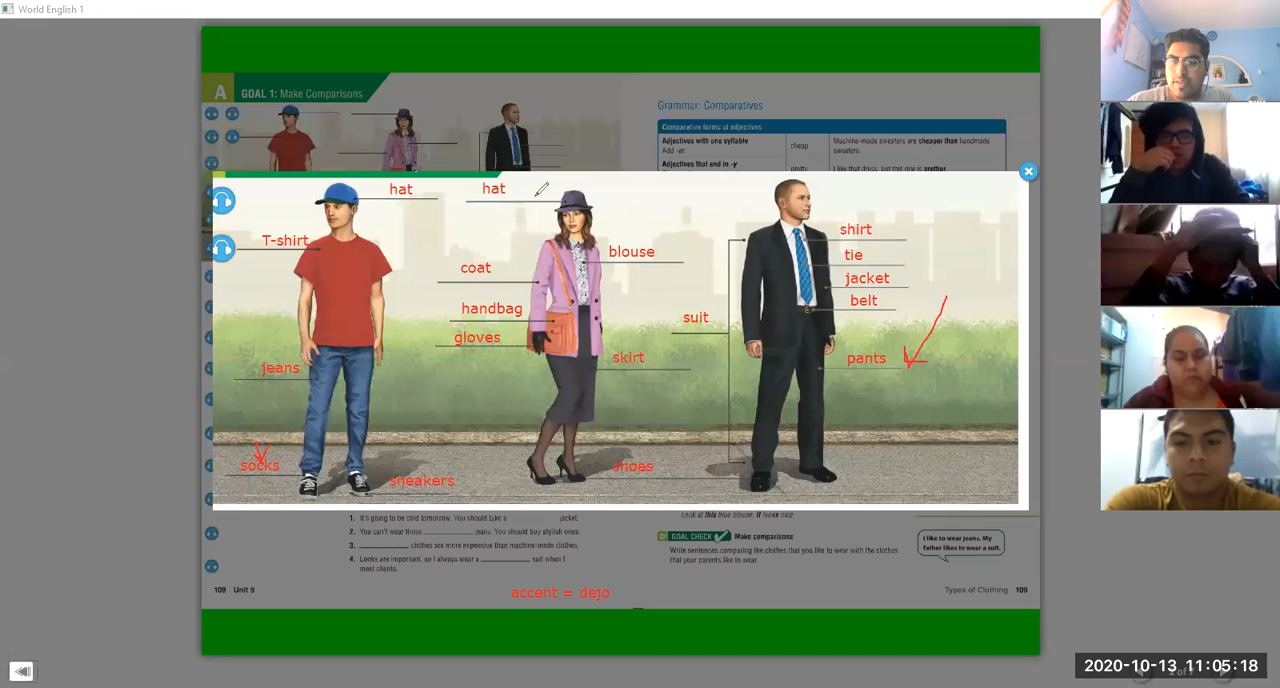 World English 1
A
GOAL 1: Make Comparisons
Grammar: Comparatives
Comparative forms of adjectives
Adjectives with one syllable
Add -er.
cheap
Machine-made sweaters are cheaper than handmade
sweaters.
Adjectives that end in -y
pretty
I like that dress, but this one is prettier
hat
hat
T-shirt
coat
handbag
gloves
jeans
socks
sneakers
blouse
skirt
shoes
suit
shirt
tie
jacket
belt
pants
1. It's going to be cold tomorrow. You should take a ___ jacket.
2. You can't wear those ___ jeans. You should buy stylish ones.
3. ___ clothes are more expensive than machine-made clothes.
4. Looks are important, so I always wear a ___ suit when I
meet clients.
Look at this blue blouse. It looks nice.
GOAL CHECK Make comparisons
Write sentences comparing the clothes that you like to wear with the clothes
that your parents like to wear.
I like to wear jeans. My
father likes to wear a suit.
108 Unit 9
accent = dejo
Types of Clothing 109
2020-10-13 11:05:18